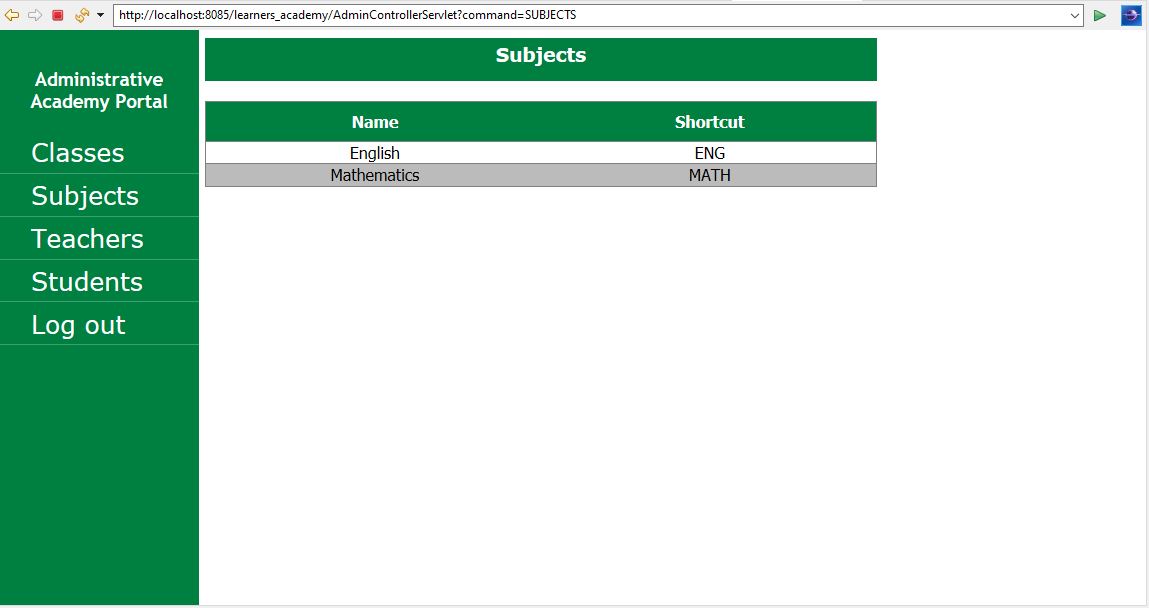 http://localhost:8085/learners_academy/AdminControllerServlet?command=SUBJECTS
Administrative
Academy Portal
Classes
Subjects
Teachers
Students
Log out
Subjects
Name Shortcut
English ENG
Mathematics MATH